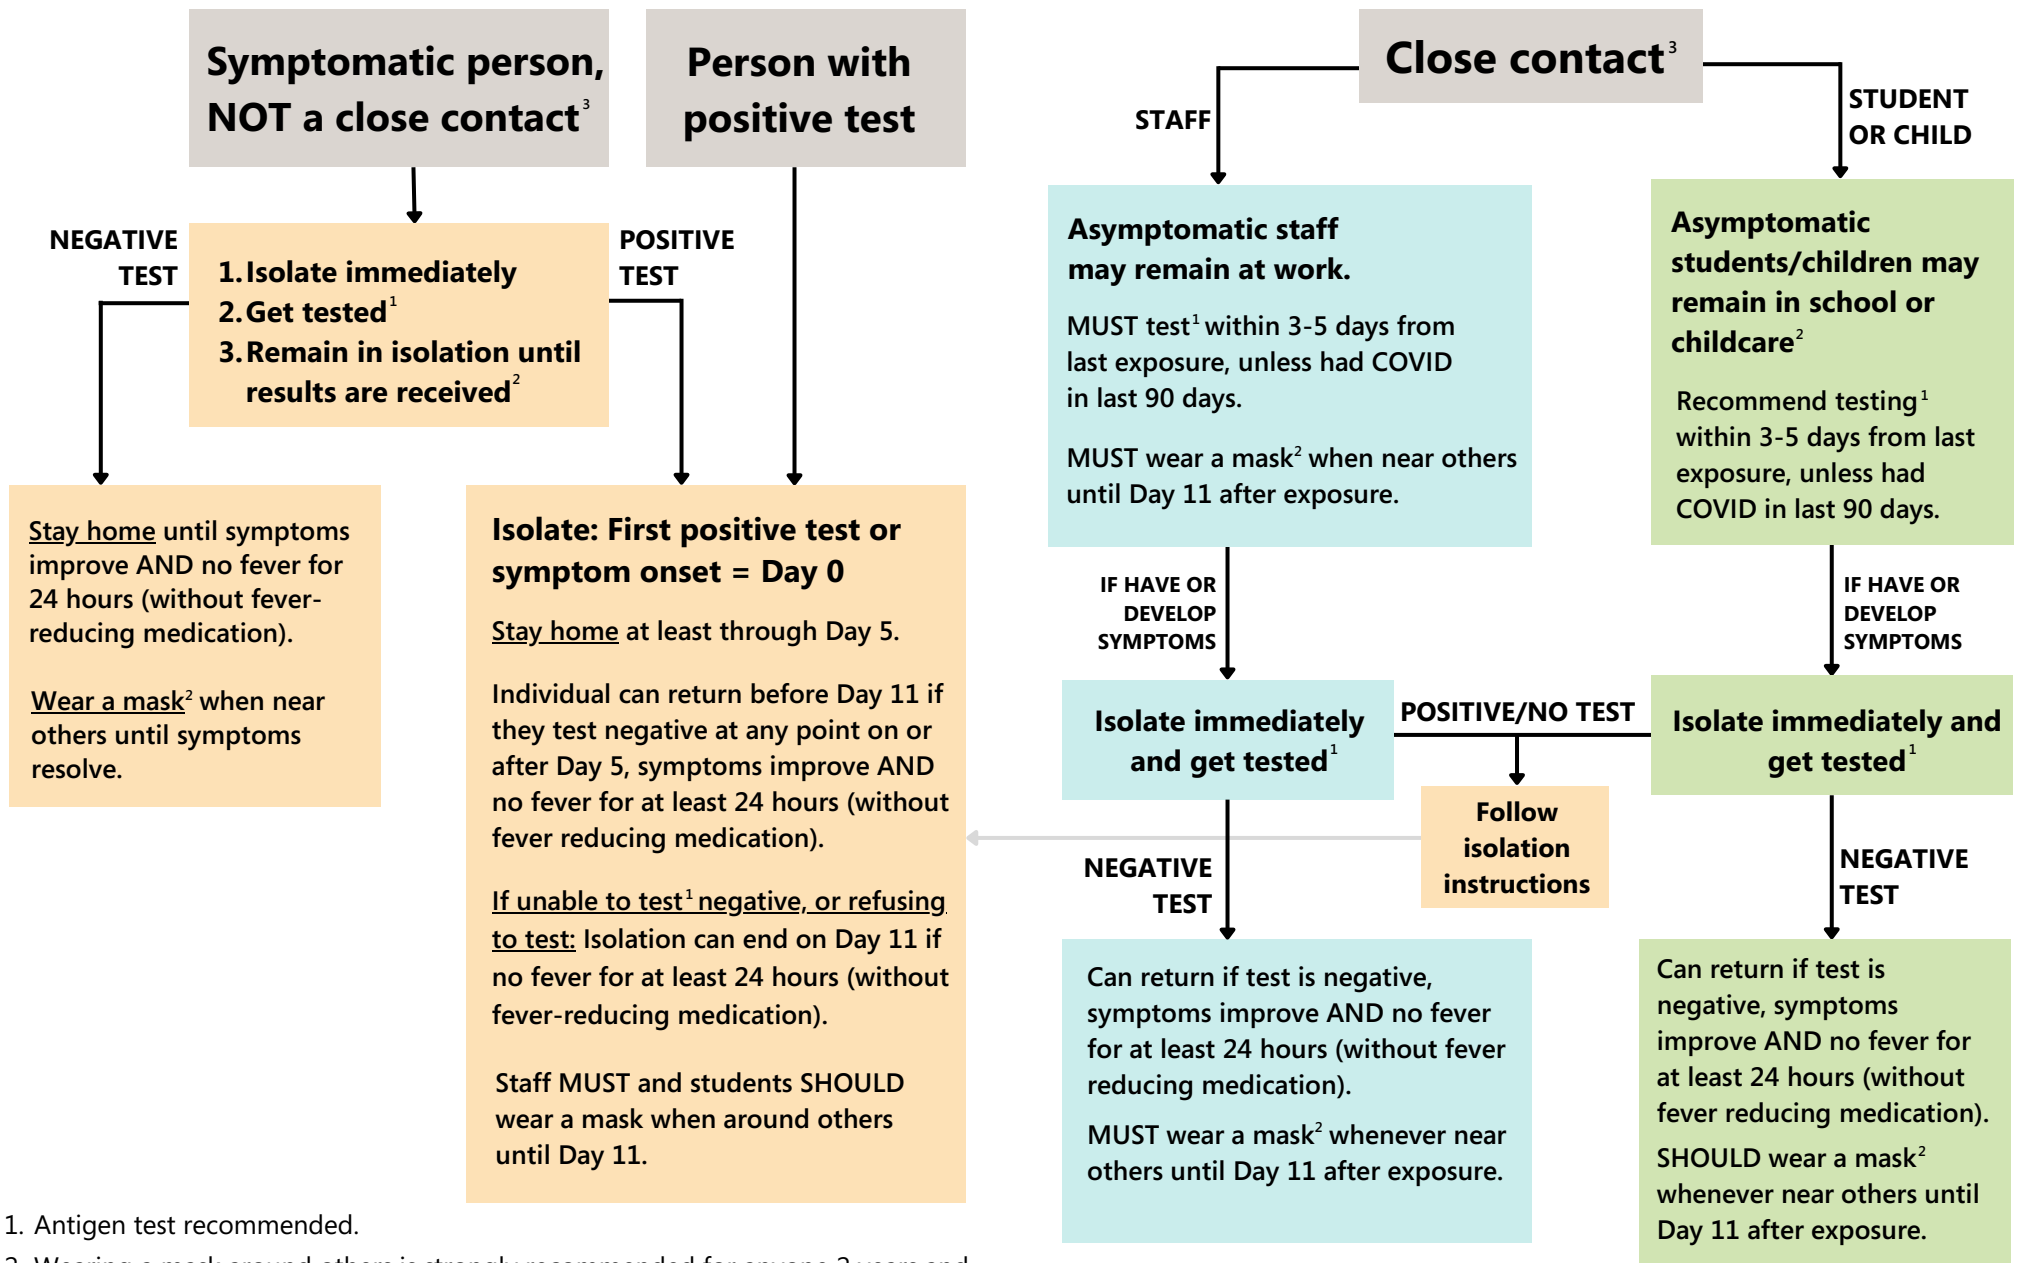 Symptomatic person,
NOT a close contact³
Person with
positive test
NEGATIVE
TEST
POSITIVE
TEST
1. Isolate immediately
2. Get tested¹
3. Remain in isolation until
results are received²
Stay home until symptoms
improve AND no fever for
24 hours (without fever-
reducing medication).
Wear a mask² when near
others until symptoms
resolve.
Isolate: First positive test or
symptom onset = Day 0
Stay home at least through Day 5.
Individual can return before Day 11 if
they test negative at any point on or
after Day 5, symptoms improve AND
no fever for at least 24 hours (without
fever reducing medication).
If unable to test¹ negative, or refusing
to test: Isolation can end on Day 11 if
no fever for at least 24 hours (without
fever-reducing medication).
Staff MUST and students SHOULD
wear a mask when around others
until Day 11.
Close contact³
STAFF
STUDENT
OR CHILD
Asymptomatic staff
may remain at work.
MUST test¹ within 3-5 days from
last exposure, unless had COVID
in last 90 days.
MUST wear a mask² when near others
until Day 11 after exposure.
Asymptomatic
students/children may
remain in school or
childcare²
Recommend testing¹
within 3-5 days from last
exposure, unless had
COVID in last 90 days.
IF HAVE OR
DEVELOP
SYMPTOMS
IF HAVE OR
DEVELOP
SYMPTOMS
Isolate immediately
and get tested¹
POSITIVE/NO TEST
Isolate immediately and
get tested¹
Follow
isolation
instructions
NEGATIVE
TEST
NEGATIVE
TEST
Can return if test is negative,
symptoms improve AND no fever
for at least 24 hours (without fever
reducing medication).
MUST wear a mask² whenever near
others until Day 11 after exposure.
Can return if test is
negative, symptoms
improve AND no fever for
at least 24 hours (without
fever reducing medication).
SHOULD wear a mask²
whenever near others until
Day 11 after exposure.
1. Antigen test recommended.
2. Wearing a mask around others is strongly recommended for anyone 2 years and